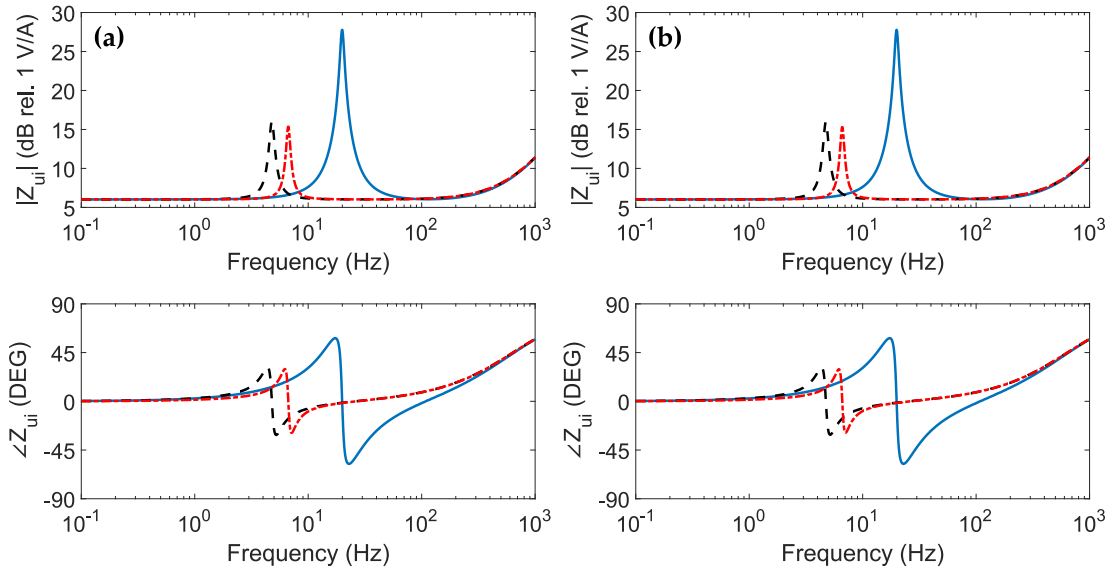 (a)
|Z_ui| (dB rel. 1 V/A)
30
25
20
15
10
5
10^-1 10^0 10^1 10^2 10^3
Frequency (Hz)
(b)
|Z_ui| (dB rel. 1 V/A)
30
25
20
15
10
5
10^-1 10^0 10^1 10^2 10^3
Frequency (Hz)
∠Z_ui (DEG)
90
45
0
-45
-90
10^-1 10^0 10^1 10^2 10^3
Frequency (Hz)
∠Z_ui (DEG)
90
45
0
-45
-90
10^-1 10^0 10^1 10^2 10^3
Frequency (Hz)